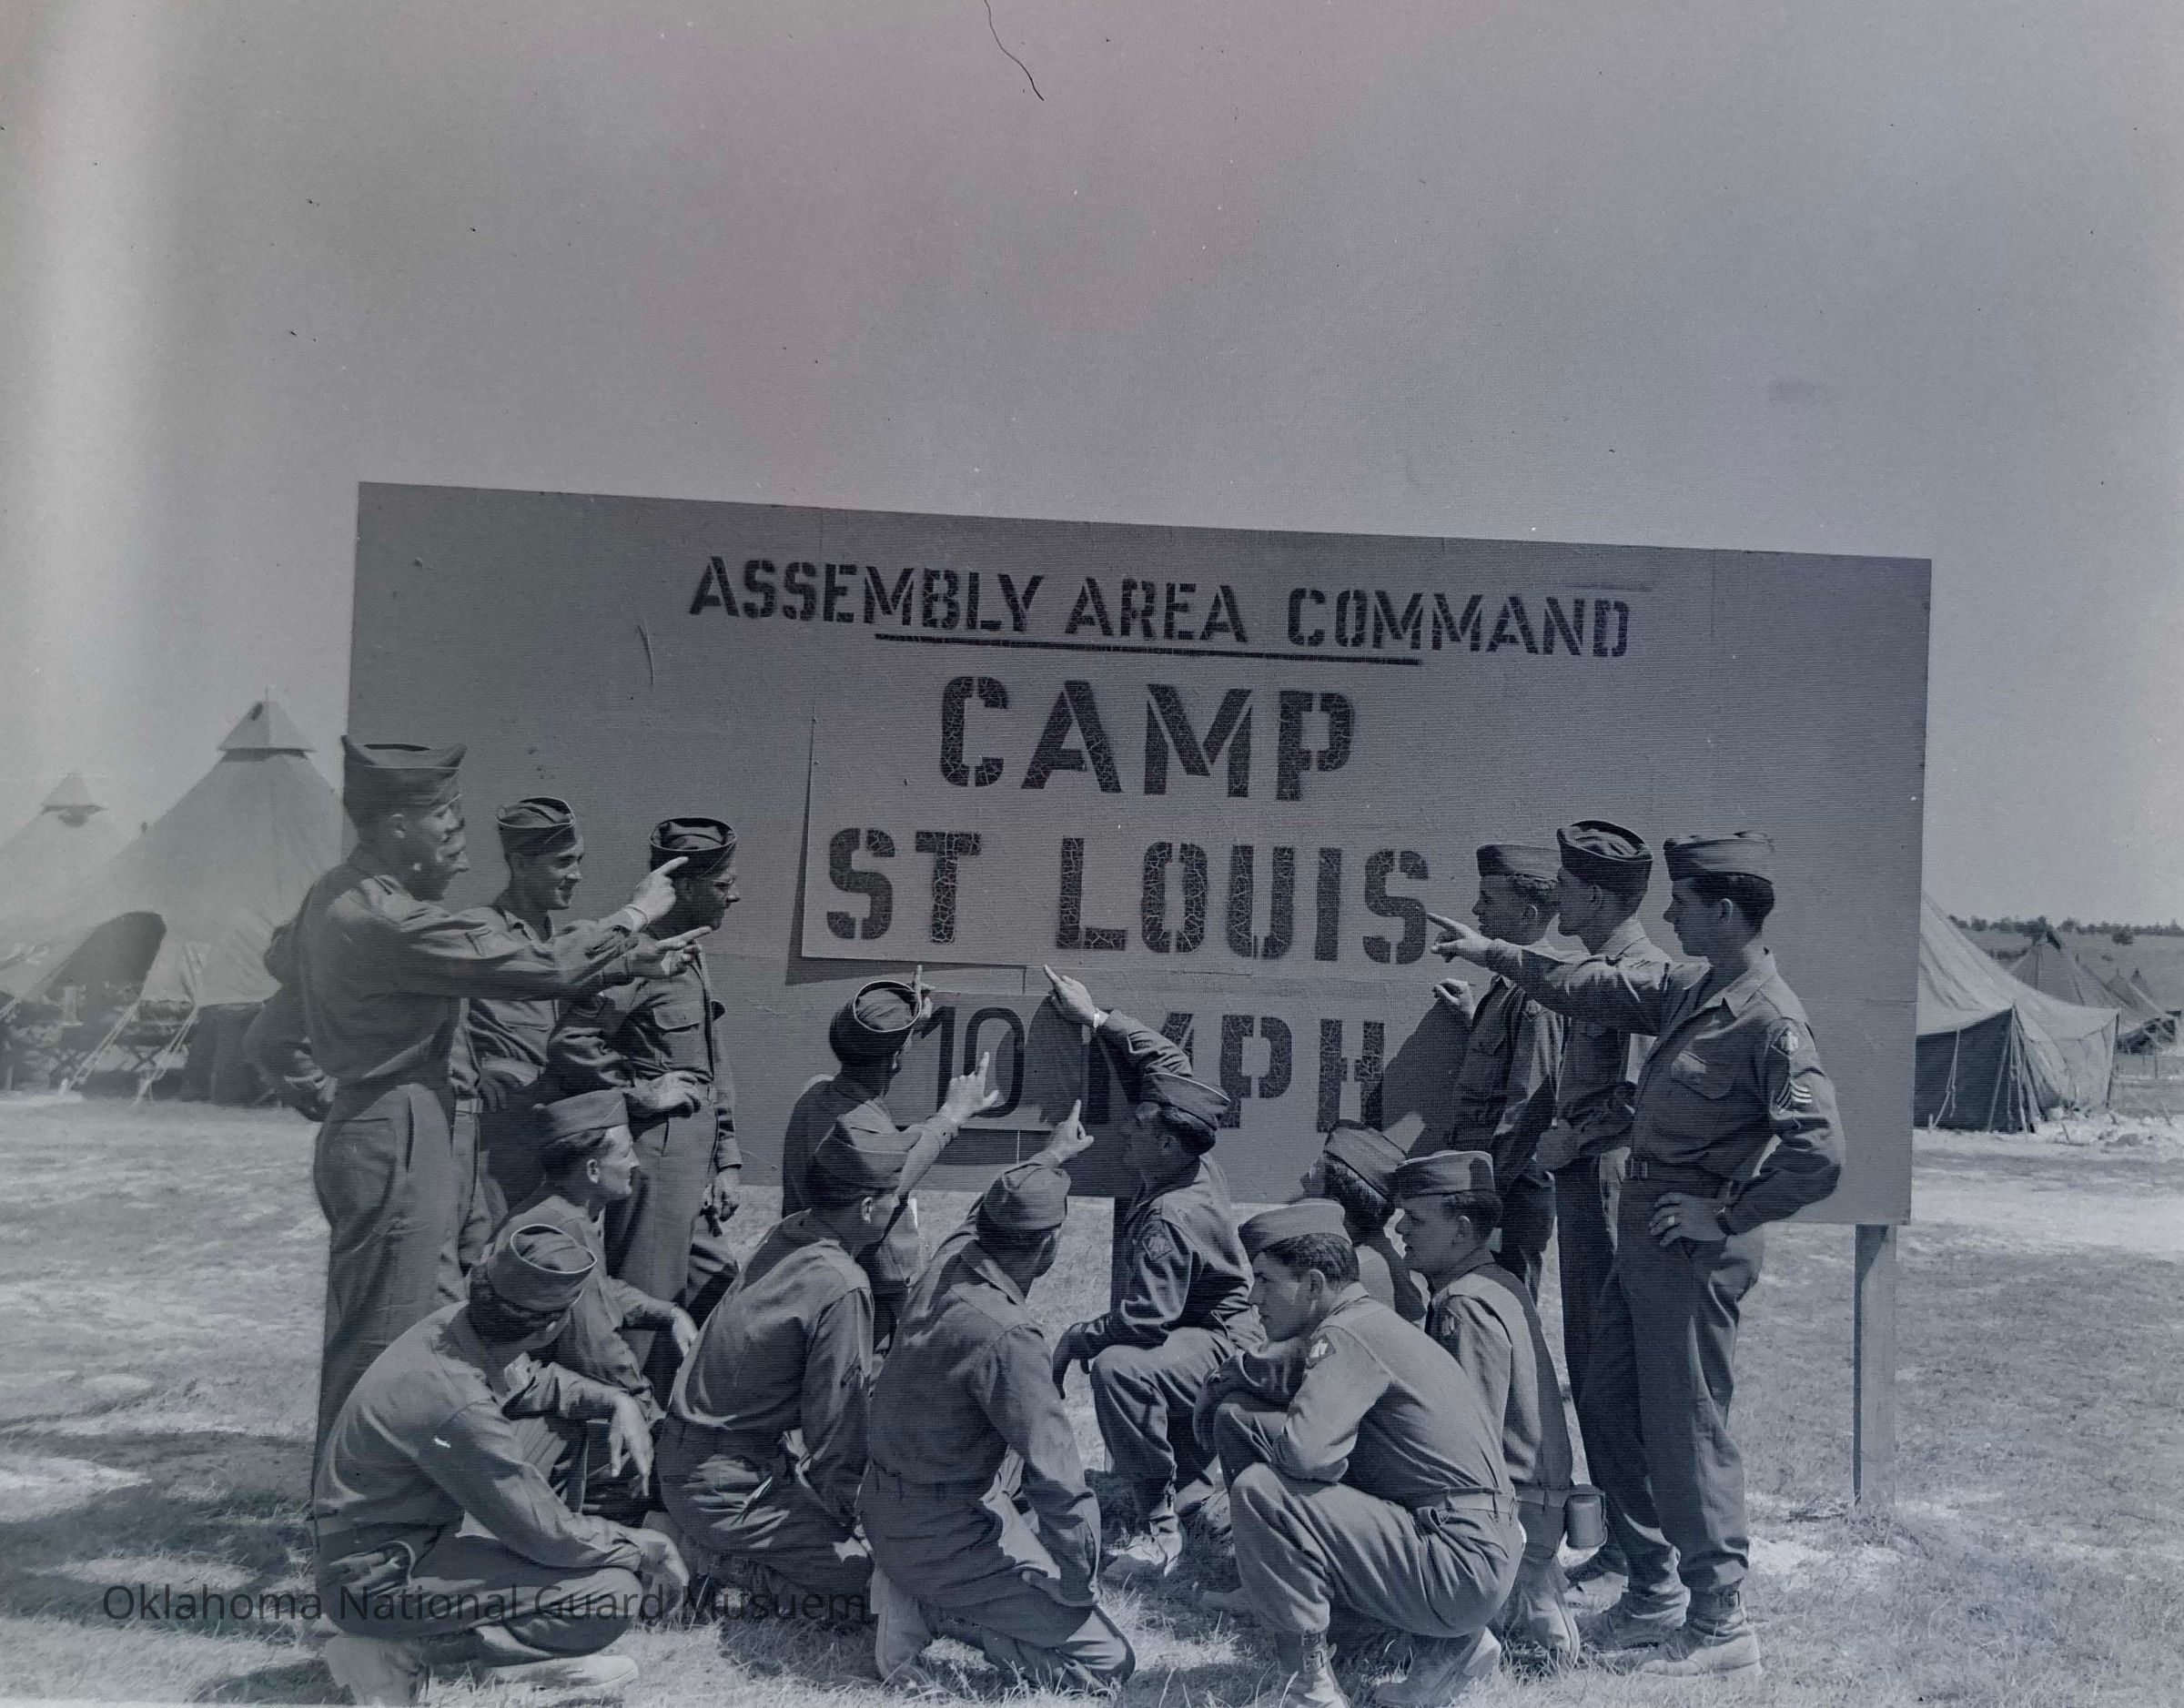 ASSEMBLY AREA COMMAND
CAMP
ST LOUIS
10 MPH
Oklahoma National Guard Musuem